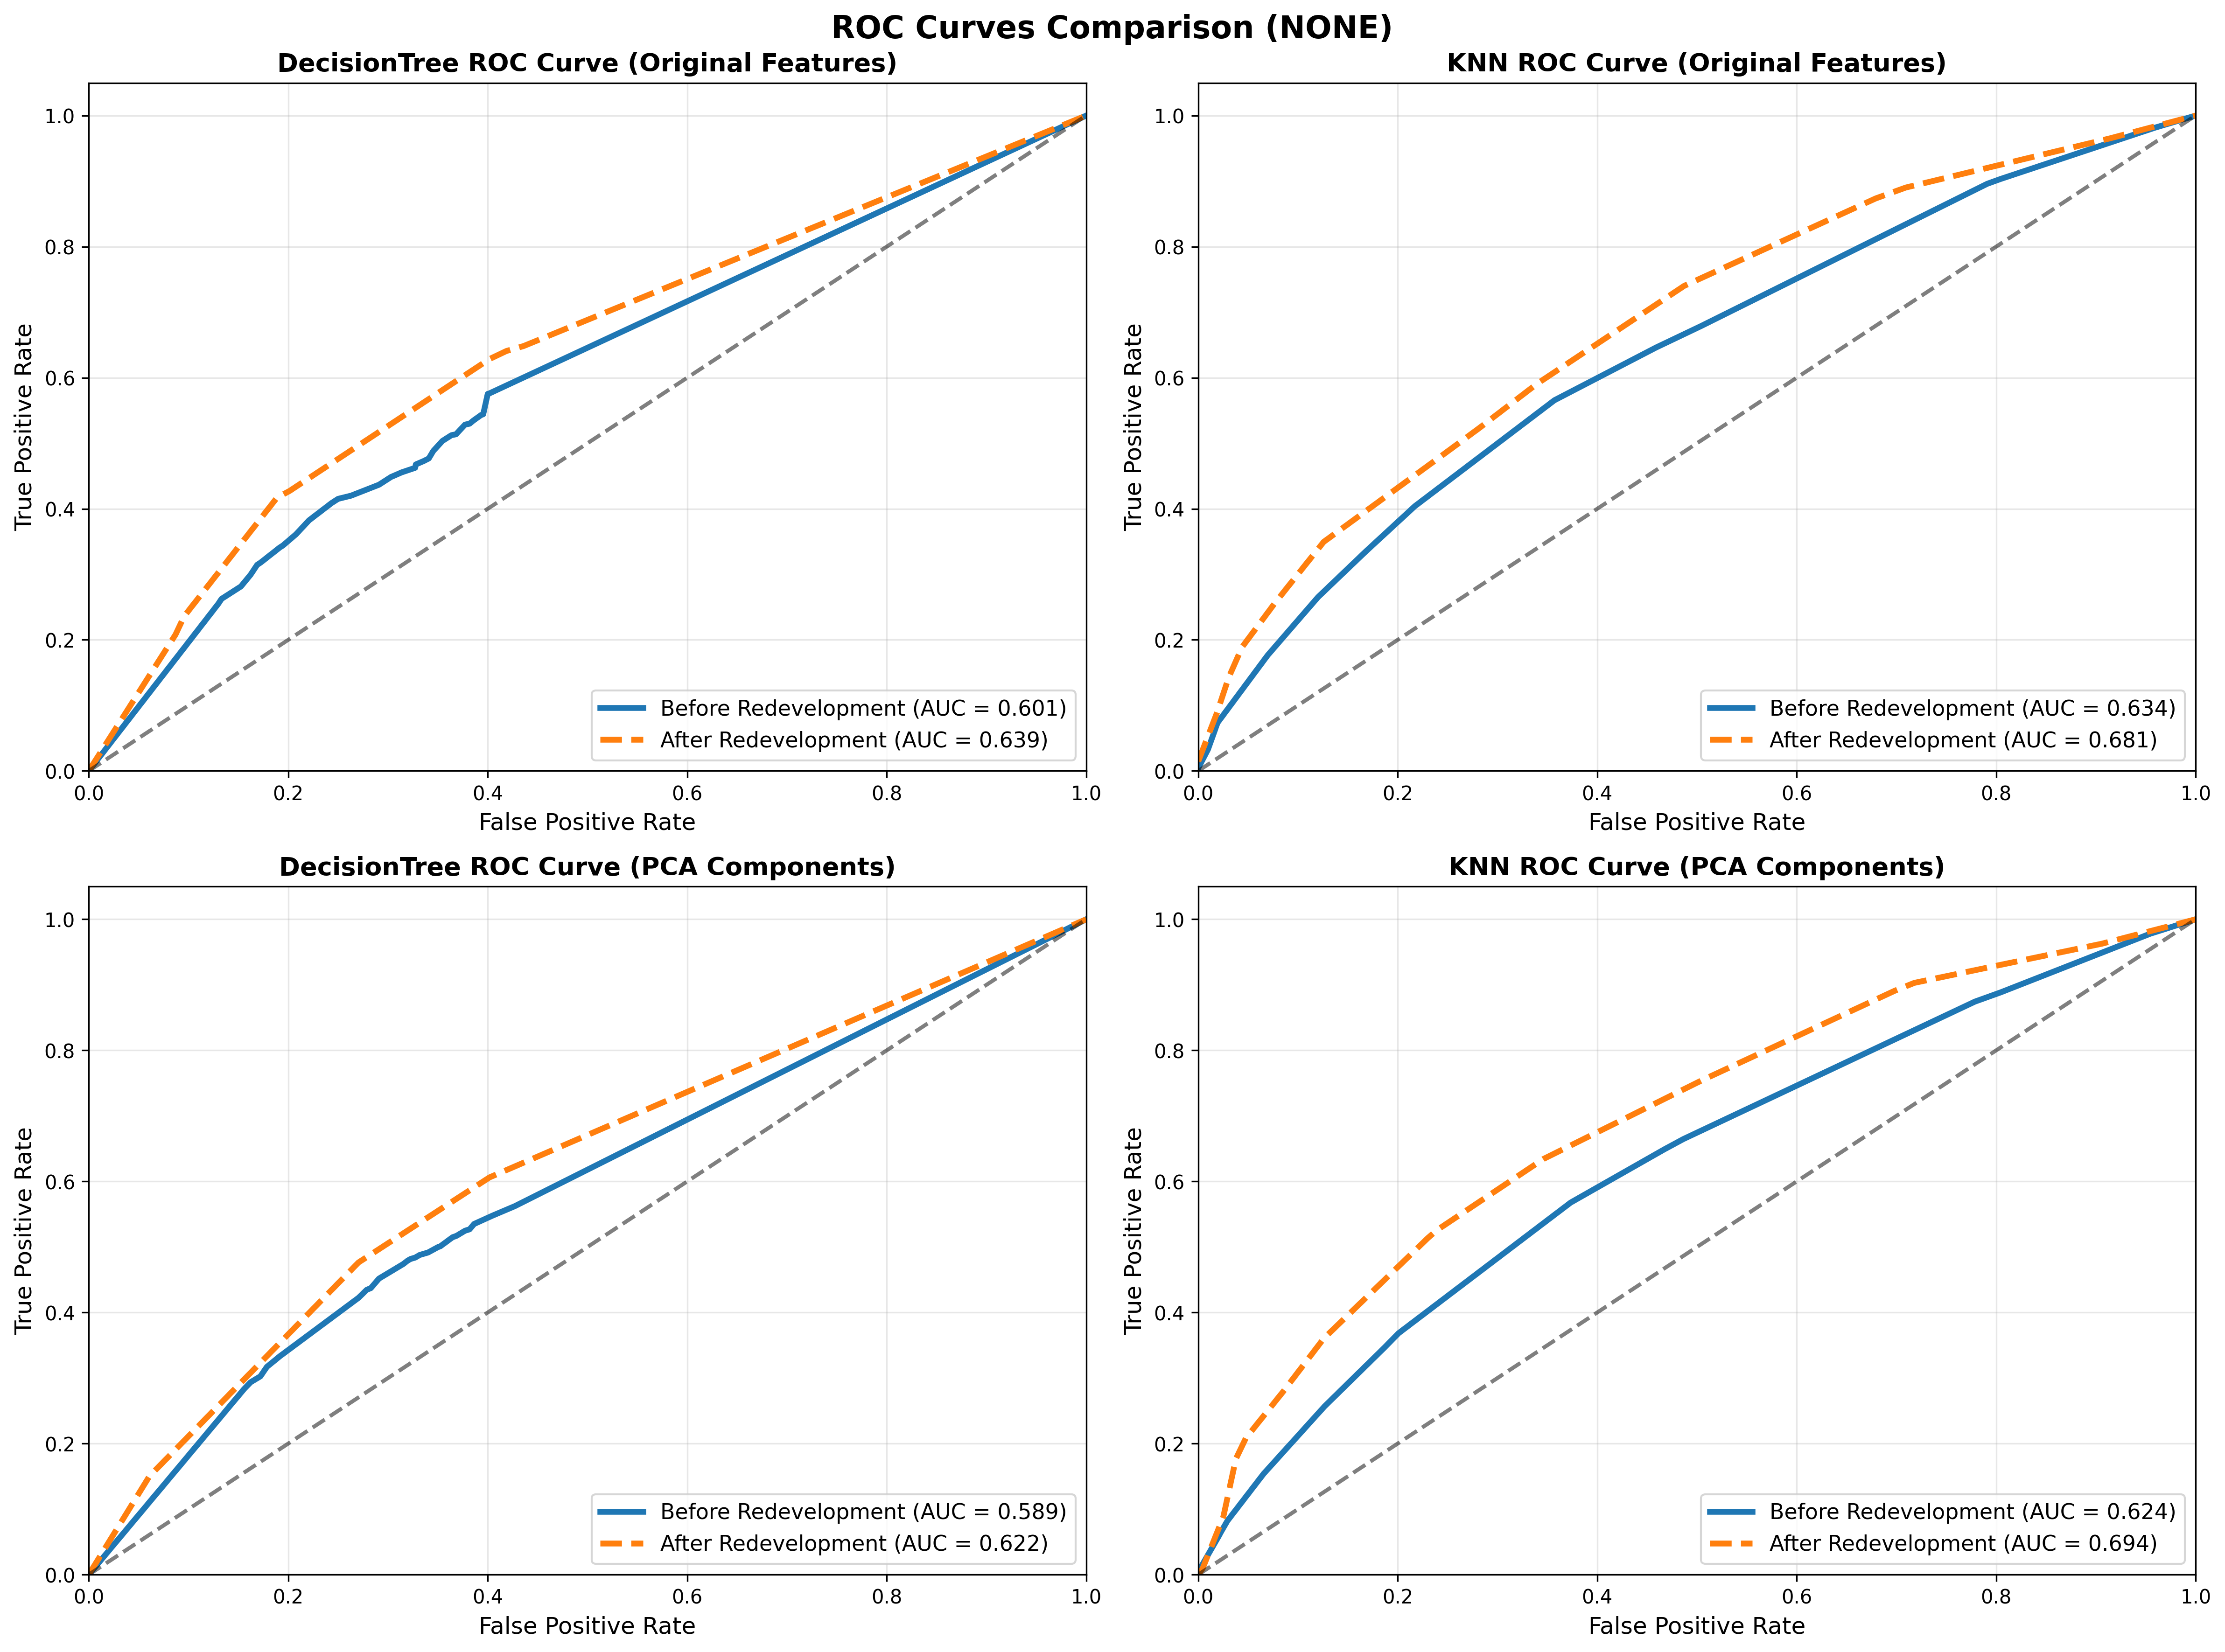 ROC Curves Comparison (NONE)
DecisionTree ROC Curve (Original Features)
1.0
0.8
0.6
0.4
0.2
0.0
True Positive Rate
Before Redevelopment (AUC = 0.601)
After Redevelopment (AUC = 0.639)
0.0 0.2 0.4 0.6 0.8 1.0
False Positive Rate
KNN ROC Curve (Original Features)
1.0
0.8
0.6
0.4
0.2
0.0
True Positive Rate
Before Redevelopment (AUC = 0.634)
After Redevelopment (AUC = 0.681)
0.0 0.2 0.4 0.6 0.8 1.0
False Positive Rate
DecisionTree ROC Curve (PCA Components)
1.0
0.8
0.6
0.4
0.2
0.0
True Positive Rate
Before Redevelopment (AUC = 0.589)
After Redevelopment (AUC = 0.622)
0.0 0.2 0.4 0.6 0.8 1.0
False Positive Rate
KNN ROC Curve (PCA Components)
1.0
0.8
0.6
0.4
0.2
0.0
True Positive Rate
Before Redevelopment (AUC = 0.624)
After Redevelopment (AUC = 0.694)
0.0 0.2 0.4 0.6 0.8 1.0
False Positive Rate